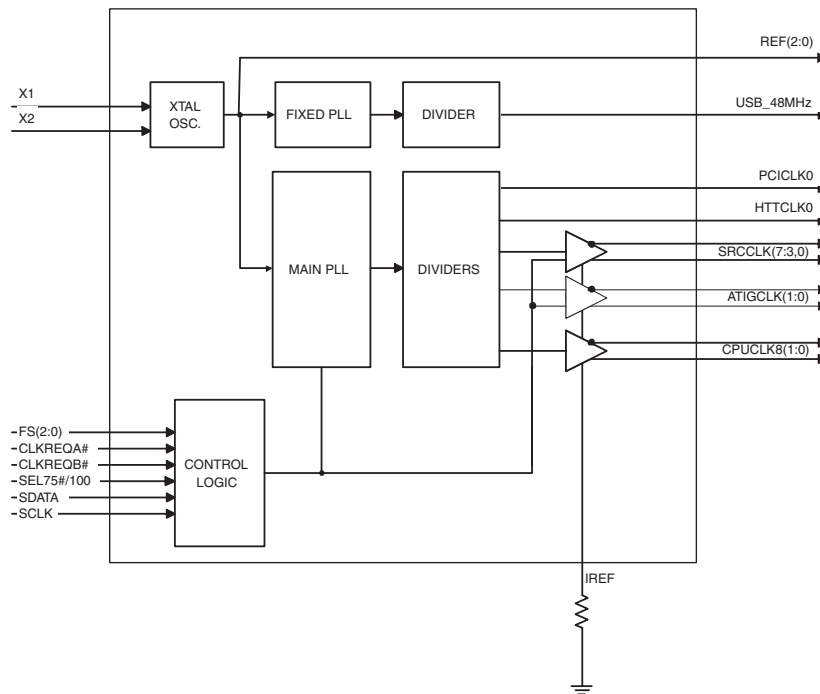 REF(2:0)
X1
X2
XTAL
OSC.
FIXED PLL
DIVIDER
USB_48MHz
MAIN PLL
DIVIDERS
PCICLK0
HTTCLK0
SRCCLK(7:3,0)
ATIGCLK(1:0)
CPUCLK8(1:0)
FS(2:0)
CLKREQA#
CLKREQB#
SEL75#/100
SDATA
SCLK
CONTROL
LOGIC
IREF